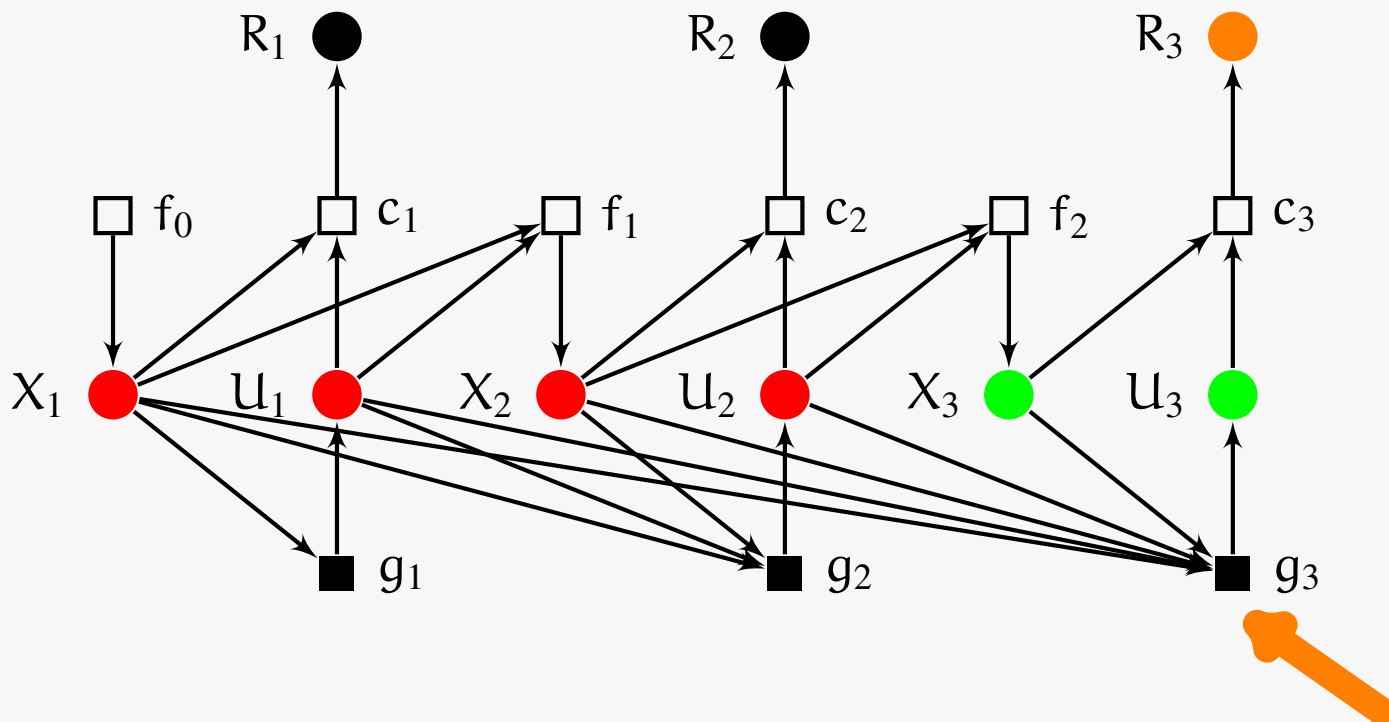 R₁ R₂ R₃
f₀ c₁ f₁ c₂ f₂ c₃
X₁ U₁ X₂ U₂ X₃ U₃
g₁ g₂ g₃